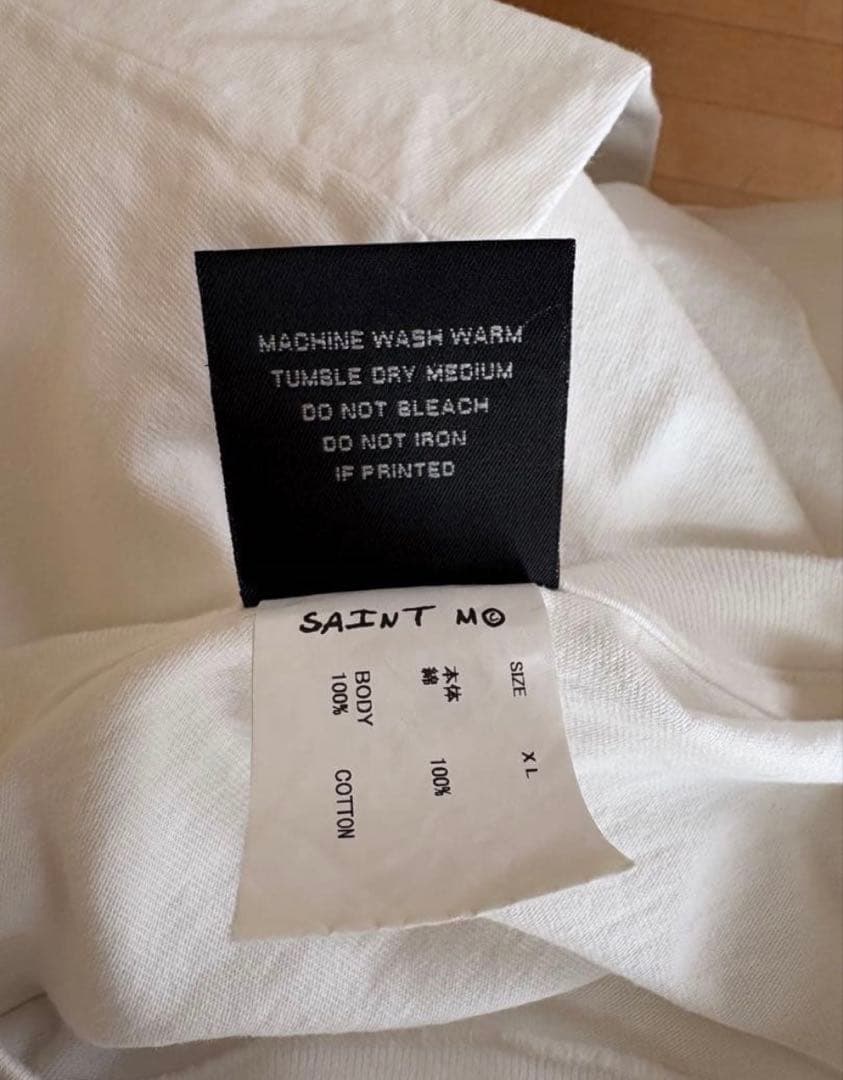 MACHINE WASH WARM
TUMBLE DRY MEDIUM
DO NOT BLEACH
DO NOT IRON
IF PRINTED
SAINT M©
SIZE XL
本体
綿 100%
BODY
100% COTTON